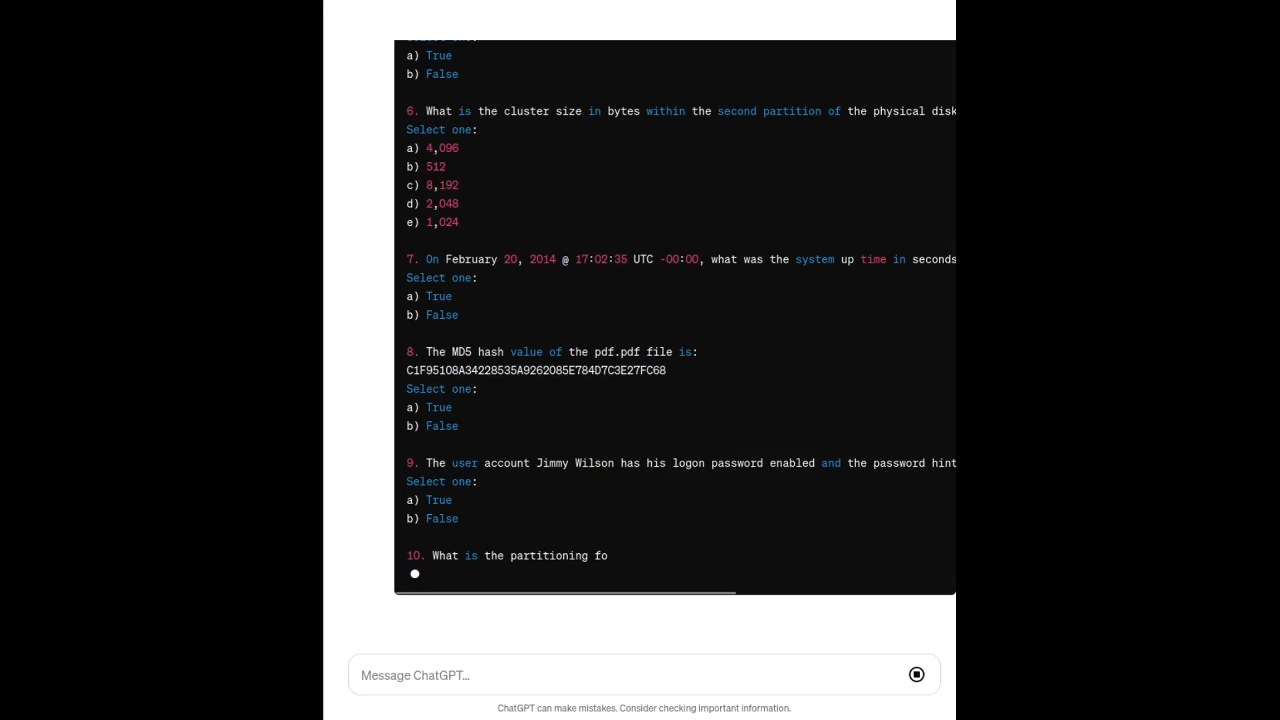 a) True
b) False
6. What is the cluster size in bytes within the second partition of the physical disk
Select one:
a) 4,096
b) 512
c) 8,192
d) 2,048
e) 1,024
7. On February 20, 2014 @ 17:02:35 UTC -00:00, what was the system up time in seconds
Select one:
a) True
b) False
8. The MD5 hash value of the pdf.pdf file is:
C1F95108A34228535A9262085E784D7C3E27FC68
Select one:
a) True
b) False
9. The user account Jimmy Wilson has his logon password enabled and the password hint
Select one:
a) True
b) False
10. What is the partitioning fo
Message ChatGPT…
ChatGPT can make mistakes. Consider checking important information.